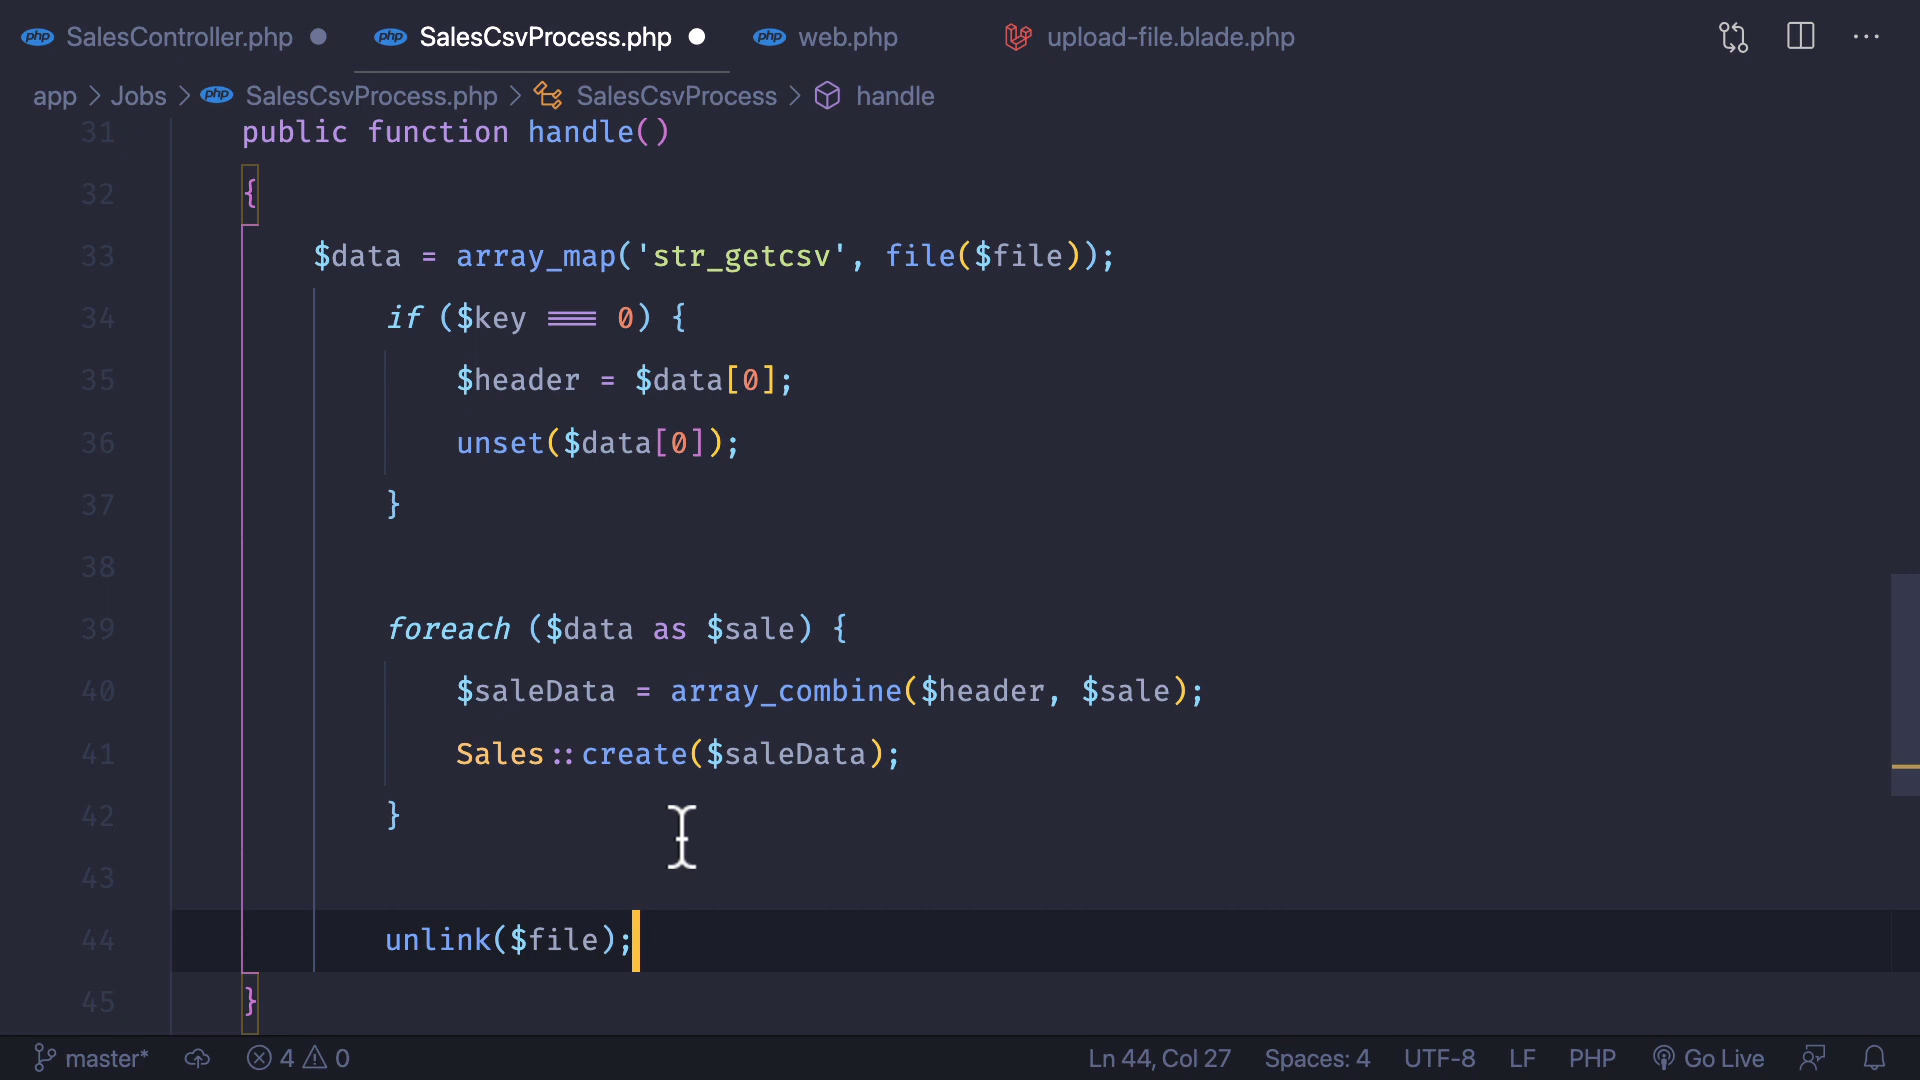 php SalesController.php php SalesCsvProcess.php php web.php upload-file.blade.php ...
app > Jobs > php SalesCsvProcess.php > SalesCsvProcess > handle
31 public function handle()
32 {
33 $data = array_map('str_getcsv', file($file));
34 if ($key === 0) {
35 $header = $data[0];
36 unset($data[0]);
37 }
38
39 foreach ($data as $sale) {
40 $saleData = array_combine($header, $sale);
41 Sales::create($saleData);
42 }
43
44 unlink($file);
45 }
master* 4 0 Ln 44, Col 27 Spaces: 4 UTF-8 LF PHP Go Live